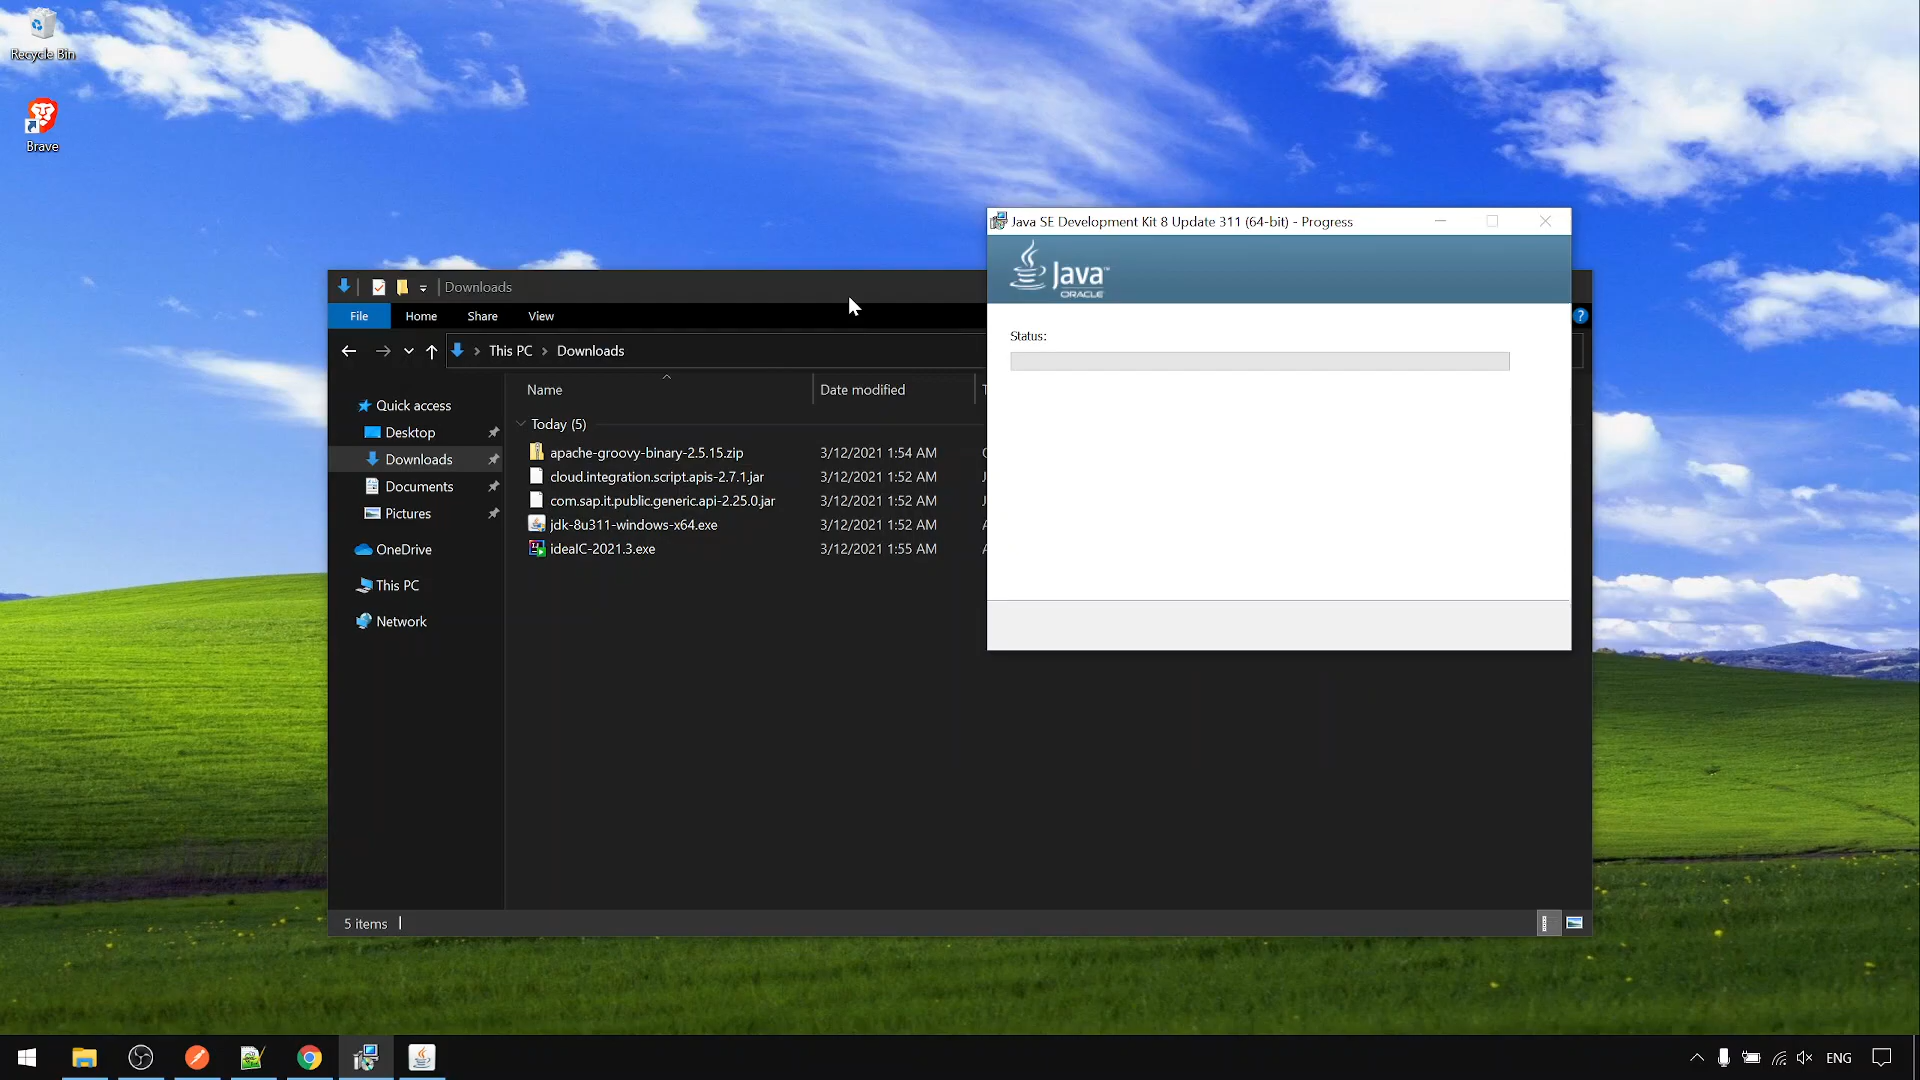 Recycle Bin
Brave
Downloads
File Home Share View
This PC Downloads
Name Date modified
Quick access
Desktop
Downloads
Documents
Pictures
OneDrive
This PC
Network
Today (5)
apache-groovy-binary-2.5.15.zip 3/12/2021 1:54 AM
cloud.integration.script.apis-2.7.1.jar 3/12/2021 1:52 AM
com.sap.it.public.generic.api-2.25.0.jar 3/12/2021 1:52 AM
jdk-8u311-windows-x64.exe 3/12/2021 1:52 AM
ideaIC-2021.3.exe 3/12/2021 1:55 AM
5 items
Java SE Development Kit 8 Update 311 (64-bit) - Progress
Java™
ORACLE
Status:
ENG